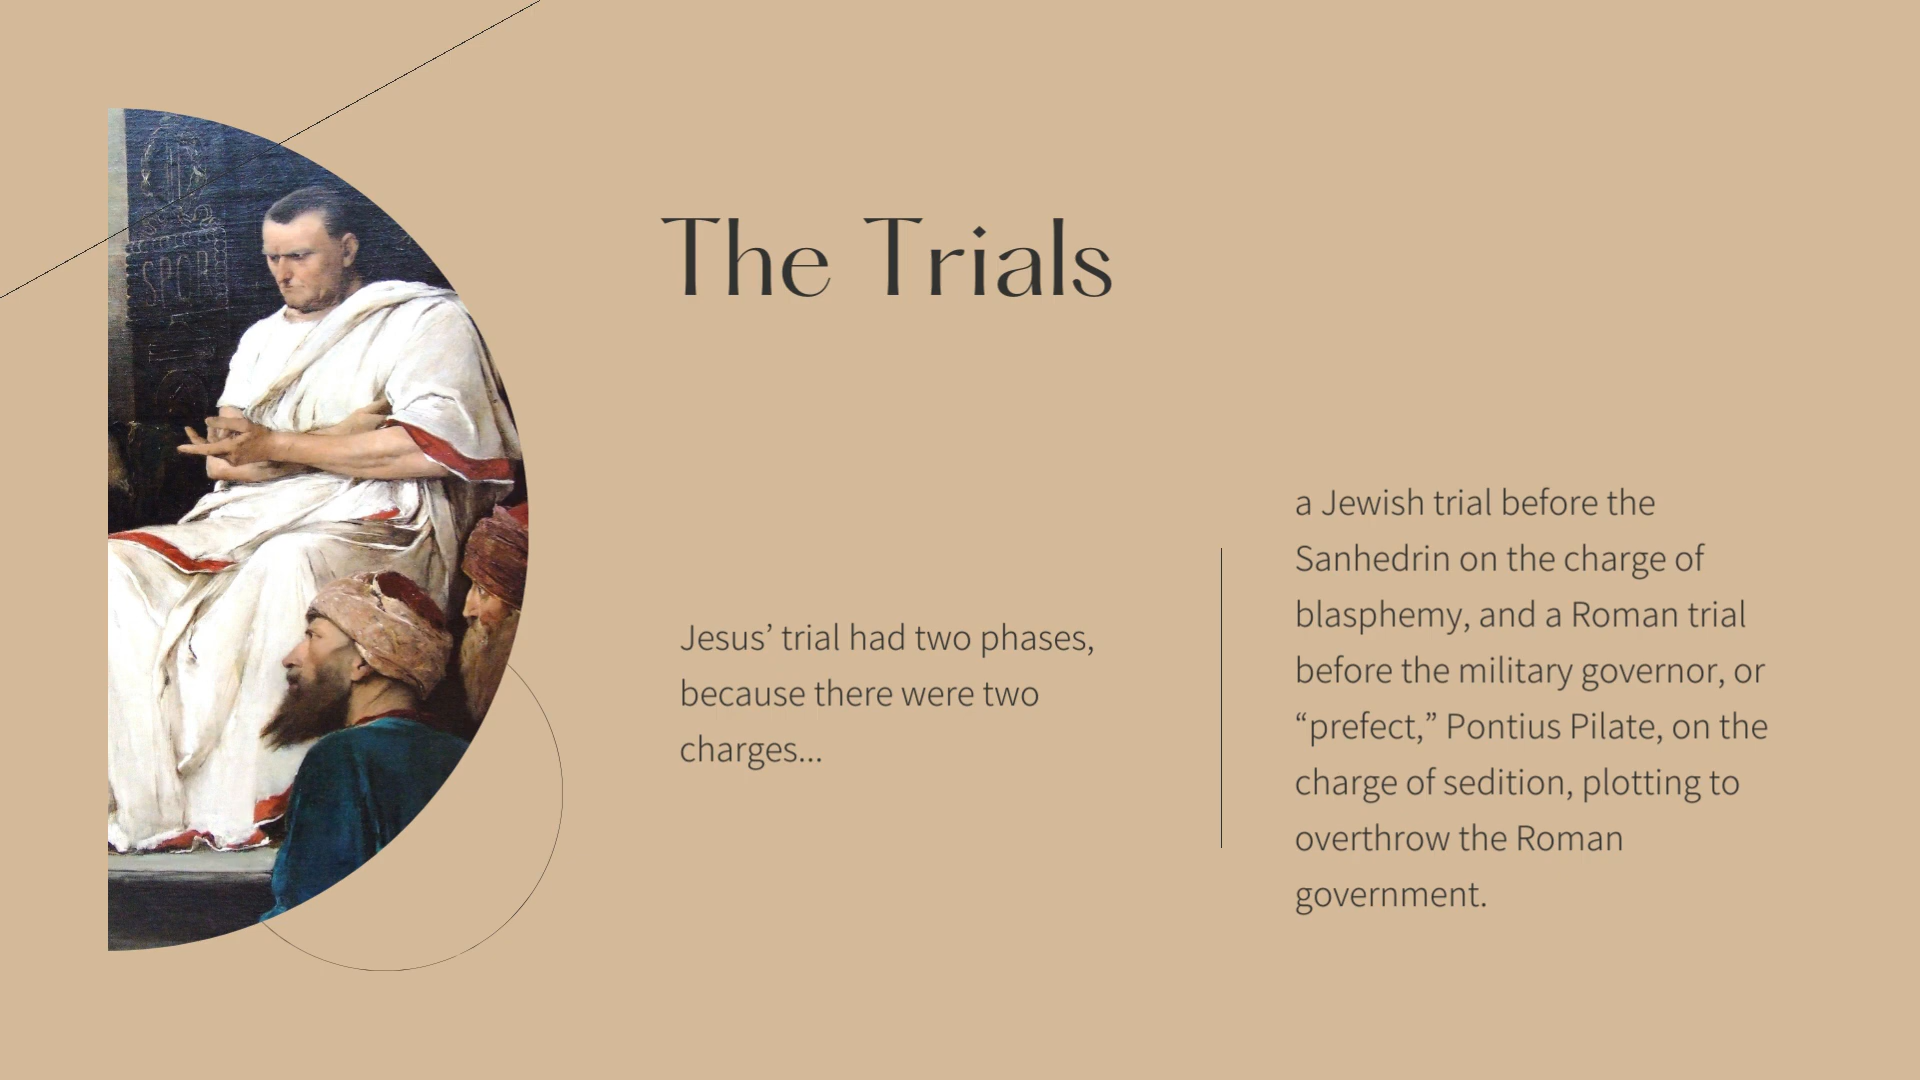 The Trials
Jesus’ trial had two phases,
because there were two
charges...
a Jewish trial before the
Sanhedrin on the charge of
blasphemy, and a Roman trial
before the military governor, or
“prefect,” Pontius Pilate, on the
charge of sedition, plotting to
overthrow the Roman
government.